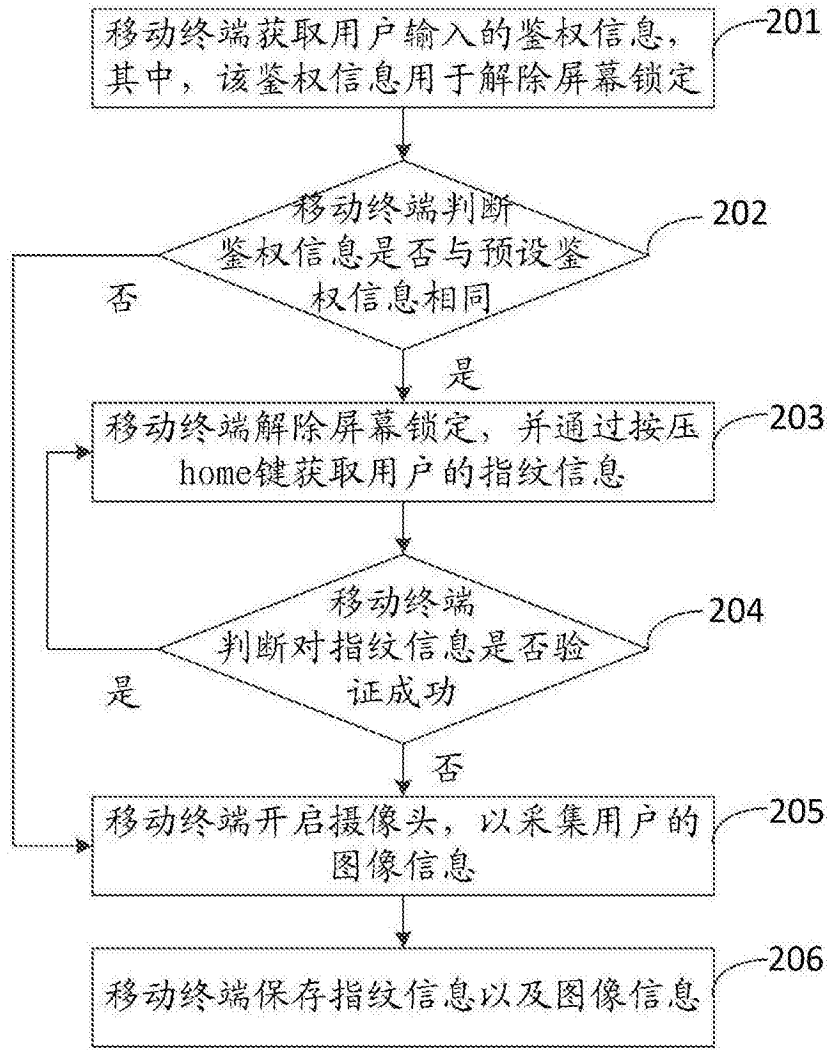 移动终端获取用户输入的鉴权信息,
其中, 该鉴权信息用于解除屏幕锁定
201
移动终端判断
鉴权信息是否与预设鉴
权信息相同
202
否
是
移动终端解除屏幕锁定, 并通过按压
home键获取用户的指纹信息
203
移动终端
判断对指纹信息是否验
证成功
204
是
否
移动终端开启摄像头, 以采集用户的
图像信息
205
移动终端保存指纹信息以及图像信息
206